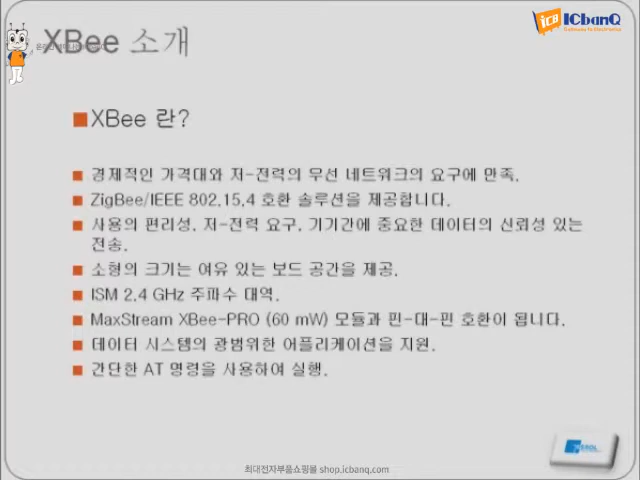 XBee 소개
ICbanQ
■XBee 란?
■ 경제적인 가격대와 저-전력의 무선 네트워크의 요구에 만족.
■ ZigBee/IEEE 802.15.4 호환 솔루션을 제공합니다.
■ 사용의 편리성, 저-전력 요구, 기기간에 중요한 데이터의 신뢰성 있는
전송.
■ 소형의 크기는 여유 있는 보드 공간을 제공.
■ ISM 2.4 GHz 주파수 대역.
■ MaxStream XBee-PRO (60 mW) 모듈과 핀-대-핀 호환이 됩니다.
■ 데이터 시스템의 광범위한 어플리케이션을 지원.
■ 간단한 AT 명령을 사용하여 실행.
최대전자부품쇼핑몰 shop.icbanq.com